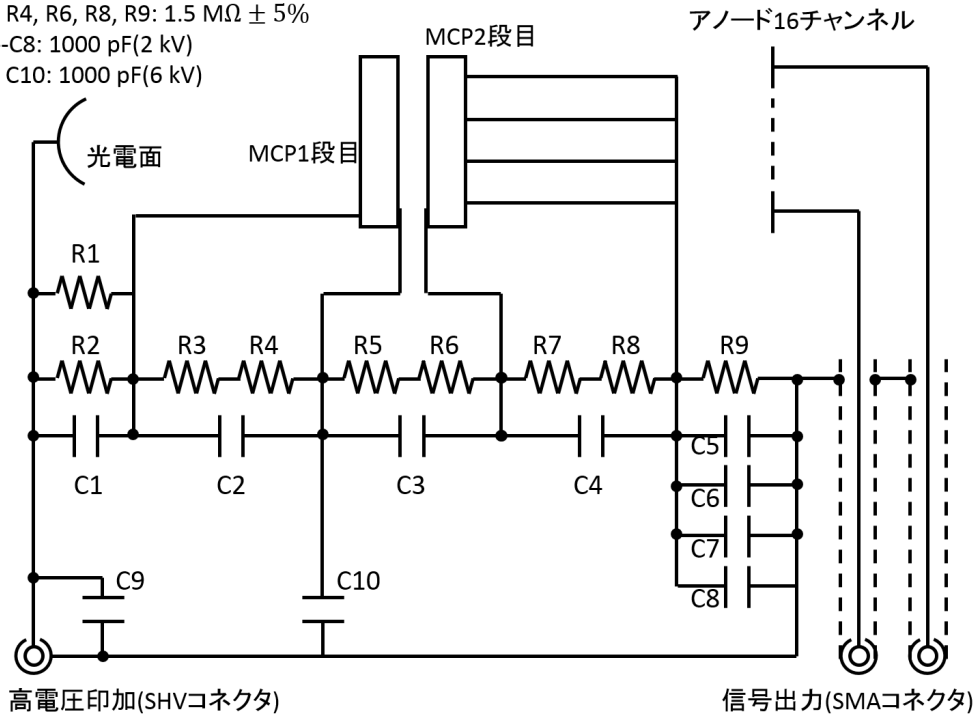 R4, R6, R8, R9: 1.5 MΩ ± 5%
-C8: 1000 pF(2 kV)
C10: 1000 pF(6 kV)
アノード16チャンネル
MCP2段目
MCP1段目
光電面
R1
R2
R3
R4
R5
R6
R7
R8
R9
C1
C2
C3
C4
C5
C6
C7
C8
C9
C10
高電圧印加(SHVコネクタ)
信号出力(SMAコネクタ)